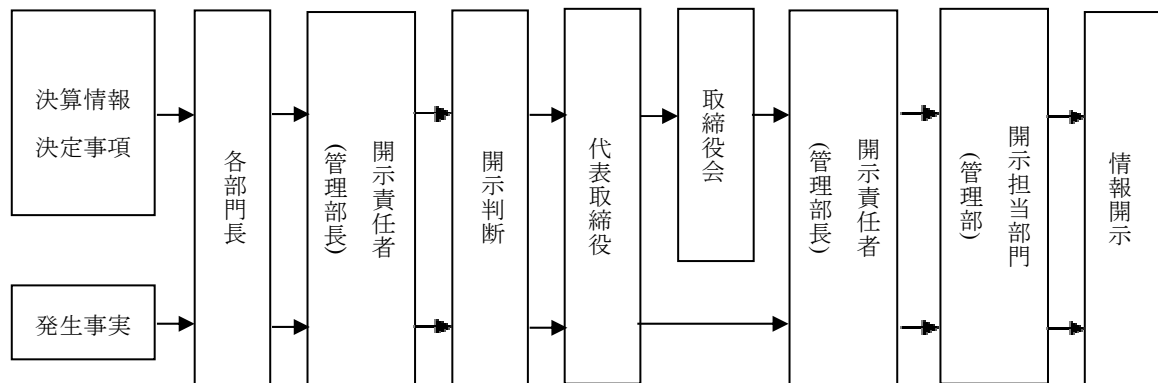 決算情報
決定事項
発生事実
各部門長
開示責任者
(管理部長)
開示判断
代表取締役
取締役会
開示責任者
(管理部長)
開示担当部門
(管理部)
情報開示